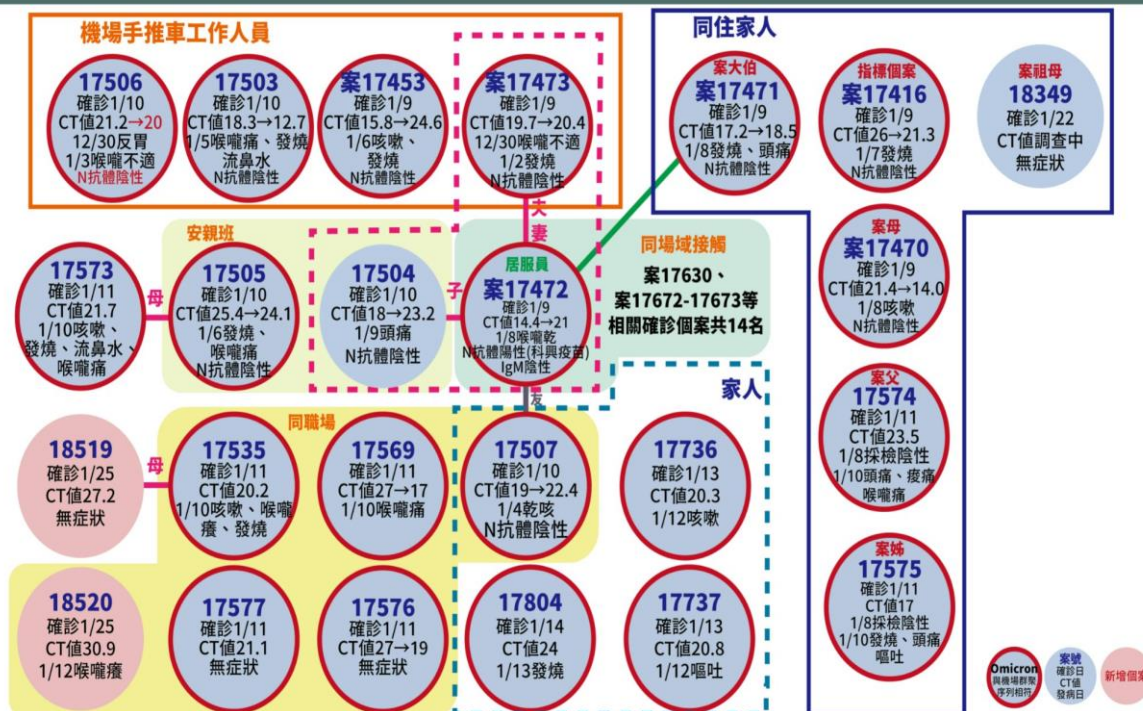 機場手推車工作人員
17506
確診1/10
CT值21.2→20
12/30反胃
1/3喉嚨不適
N抗體陰性
17503
確診1/10
CT值18.3→12.7
1/5喉嚨痛、發燒
流鼻水
N抗體陰性
案17453
確診1/9
CT值15.8→24.6
1/6咳嗽、
發燒
N抗體陰性
案17473
確診1/9
CT值19.7→20.4
12/30喉嚨不適
1/2發燒
N抗體陰性
同住家人
案大伯
案17471
確診1/9
CT值17.2→18.5
1/8發燒、頭痛
N抗體陰性
指標個案
案17416
確診1/9
CT值26→21.3
1/7發燒
N抗體陰性
案祖母
18349
確診1/22
CT值調查中
無症狀
夫
妻
17573
確診1/11
CT值21.7
1/10咳嗽、
發燒、流鼻水、
喉嚨痛
母
安親班
17505
確診1/10
CT值25.4→24.1
1/6發燒、
喉嚨痛
N抗體陰性
17504
確診1/10
CT值18→23.2
1/9頭痛
N抗體陰性
子
居服員
案17472
確診1/9
CT值14.4→21
1/8喉嚨乾
N抗體陽性(科興疫苗)
IgM陰性
同場域接觸
案17630、
案17672-17673等
相關確診個案共14名
案母
案17470
確診1/9
CT值21.4→14.0
1/8咳嗽
N抗體陰性
友
家人
同職場
18519
確診1/25
CT值27.2
無症狀
母
17535
確診1/11
CT值20.2
1/10咳嗽、喉嚨
癢、發燒
17569
確診1/11
CT值27→17
1/10喉嚨痛
17507
確診1/10
CT值19→22.4
1/4乾咳
N抗體陰性
17736
確診1/13
CT值20.3
1/12咳嗽
案父
17574
確診1/11
CT值23.5
1/8採檢陰性
1/10頭痛、痠痛
喉嚨痛
18520
確診1/25
CT值30.9
1/12喉嚨癢
17577
確診1/11
CT值21.1
無症狀
17576
確診1/11
CT值27→19
無症狀
17804
確診1/14
CT值24
1/13發燒
17737
確診1/13
CT值20.8
1/12嘔吐
案姊
17575
確診1/11
CT值17
1/8採檢陰性
1/10發燒、頭痛
嘔吐
Omicron
與機場群聚
序列相符
案號
確診日
CT值
發病日
新增個案